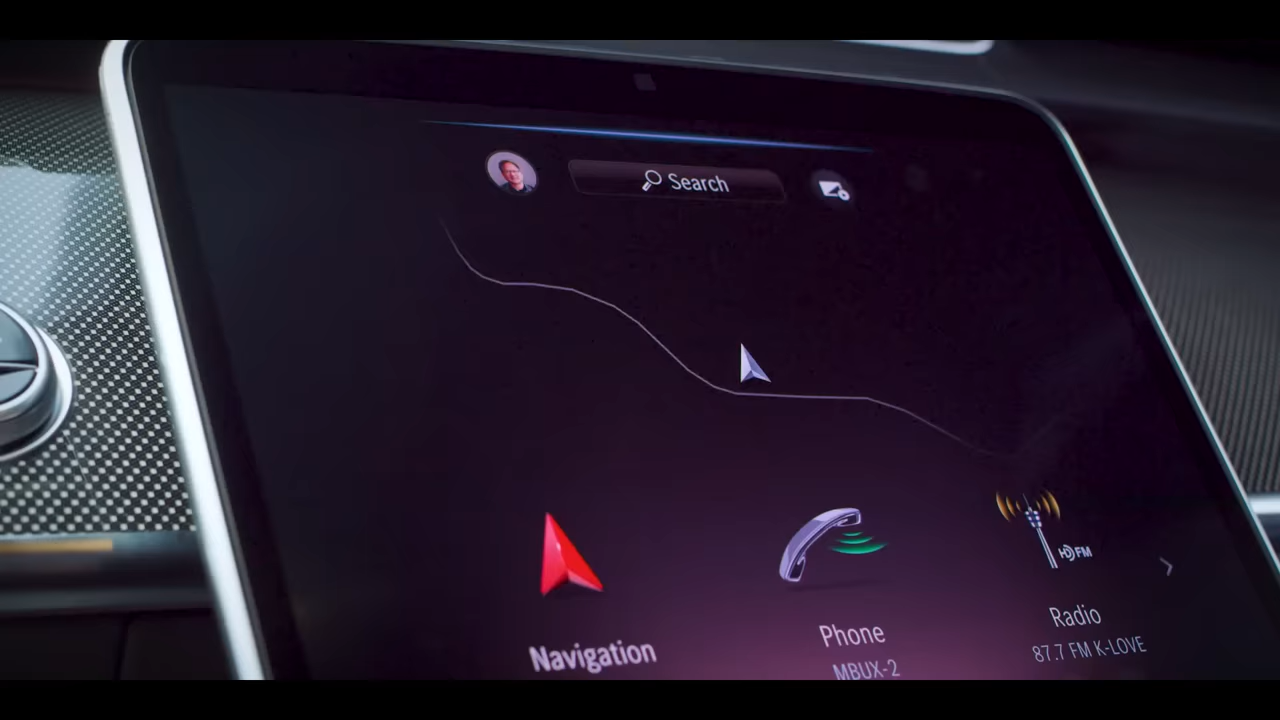 Search
HD FM
Navigation
Phone
Radio
MBUX-2
87.7 FM K-LOVE